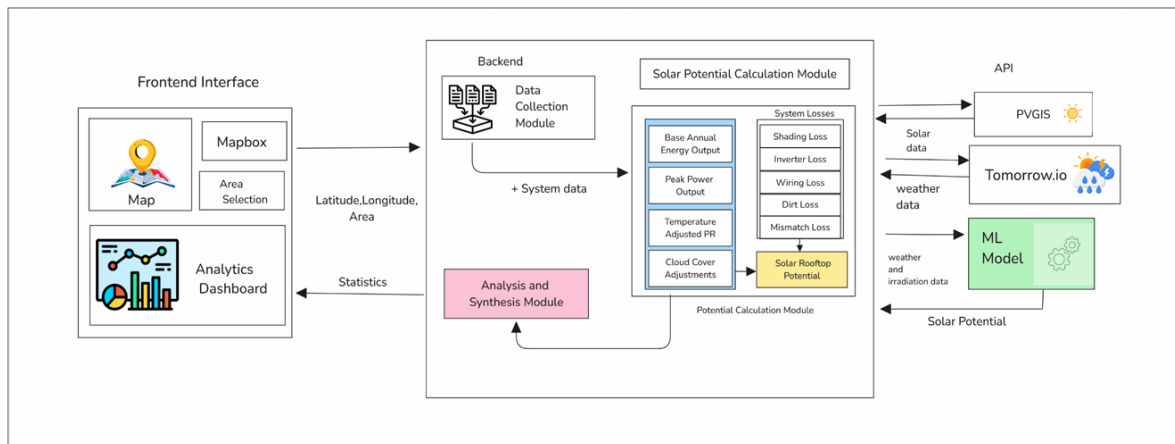 Frontend Interface
Mapbox
Map
Area
Selection
Analytics
Dashboard
Latitude,Longitude,
Area
Statistics
Backend
Data
Collection
Module
+ System data
Analysis and
Synthesis Module
Solar Potential Calculation Module
Base Annual
Energy Output
Peak Power
Output
Temperature
Adjusted PR
Cloud Cover
Adjustments
System Losses
Shading Loss
Inverter Loss
Wiring Loss
Dirt Loss
Mismatch Loss
Solar Rooftop
Potential
Potential Calculation Module
API
PVGIS
Solar
data
Tomorrow.io
weather
data
ML
Model
weather
and
irradiation data
Solar Potential